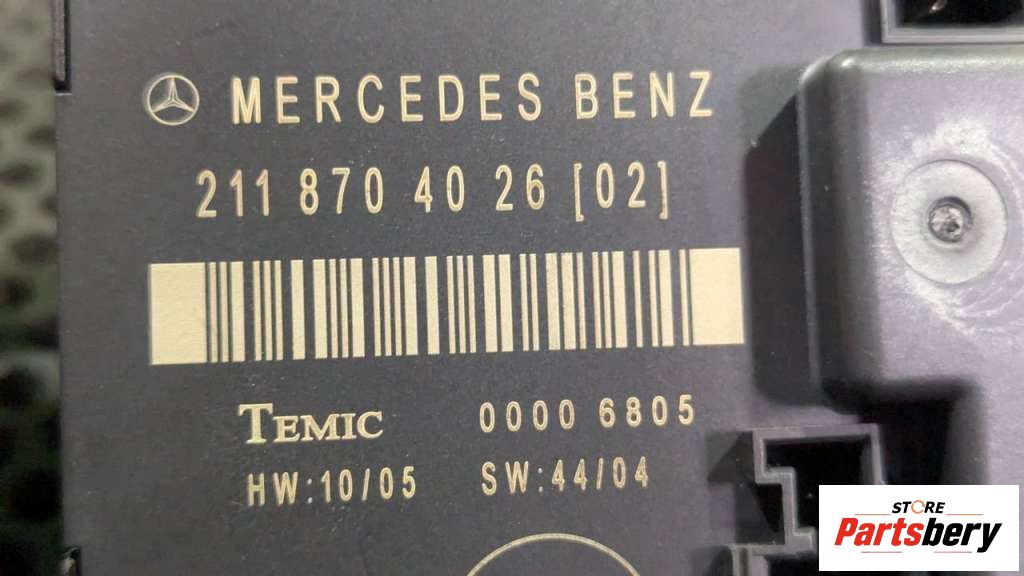 MERCEDES BENZ
211 870 40 26 [02]
TEMIC 0000 6805
HW:10/05 SW:44/04
STORE
Partsbery